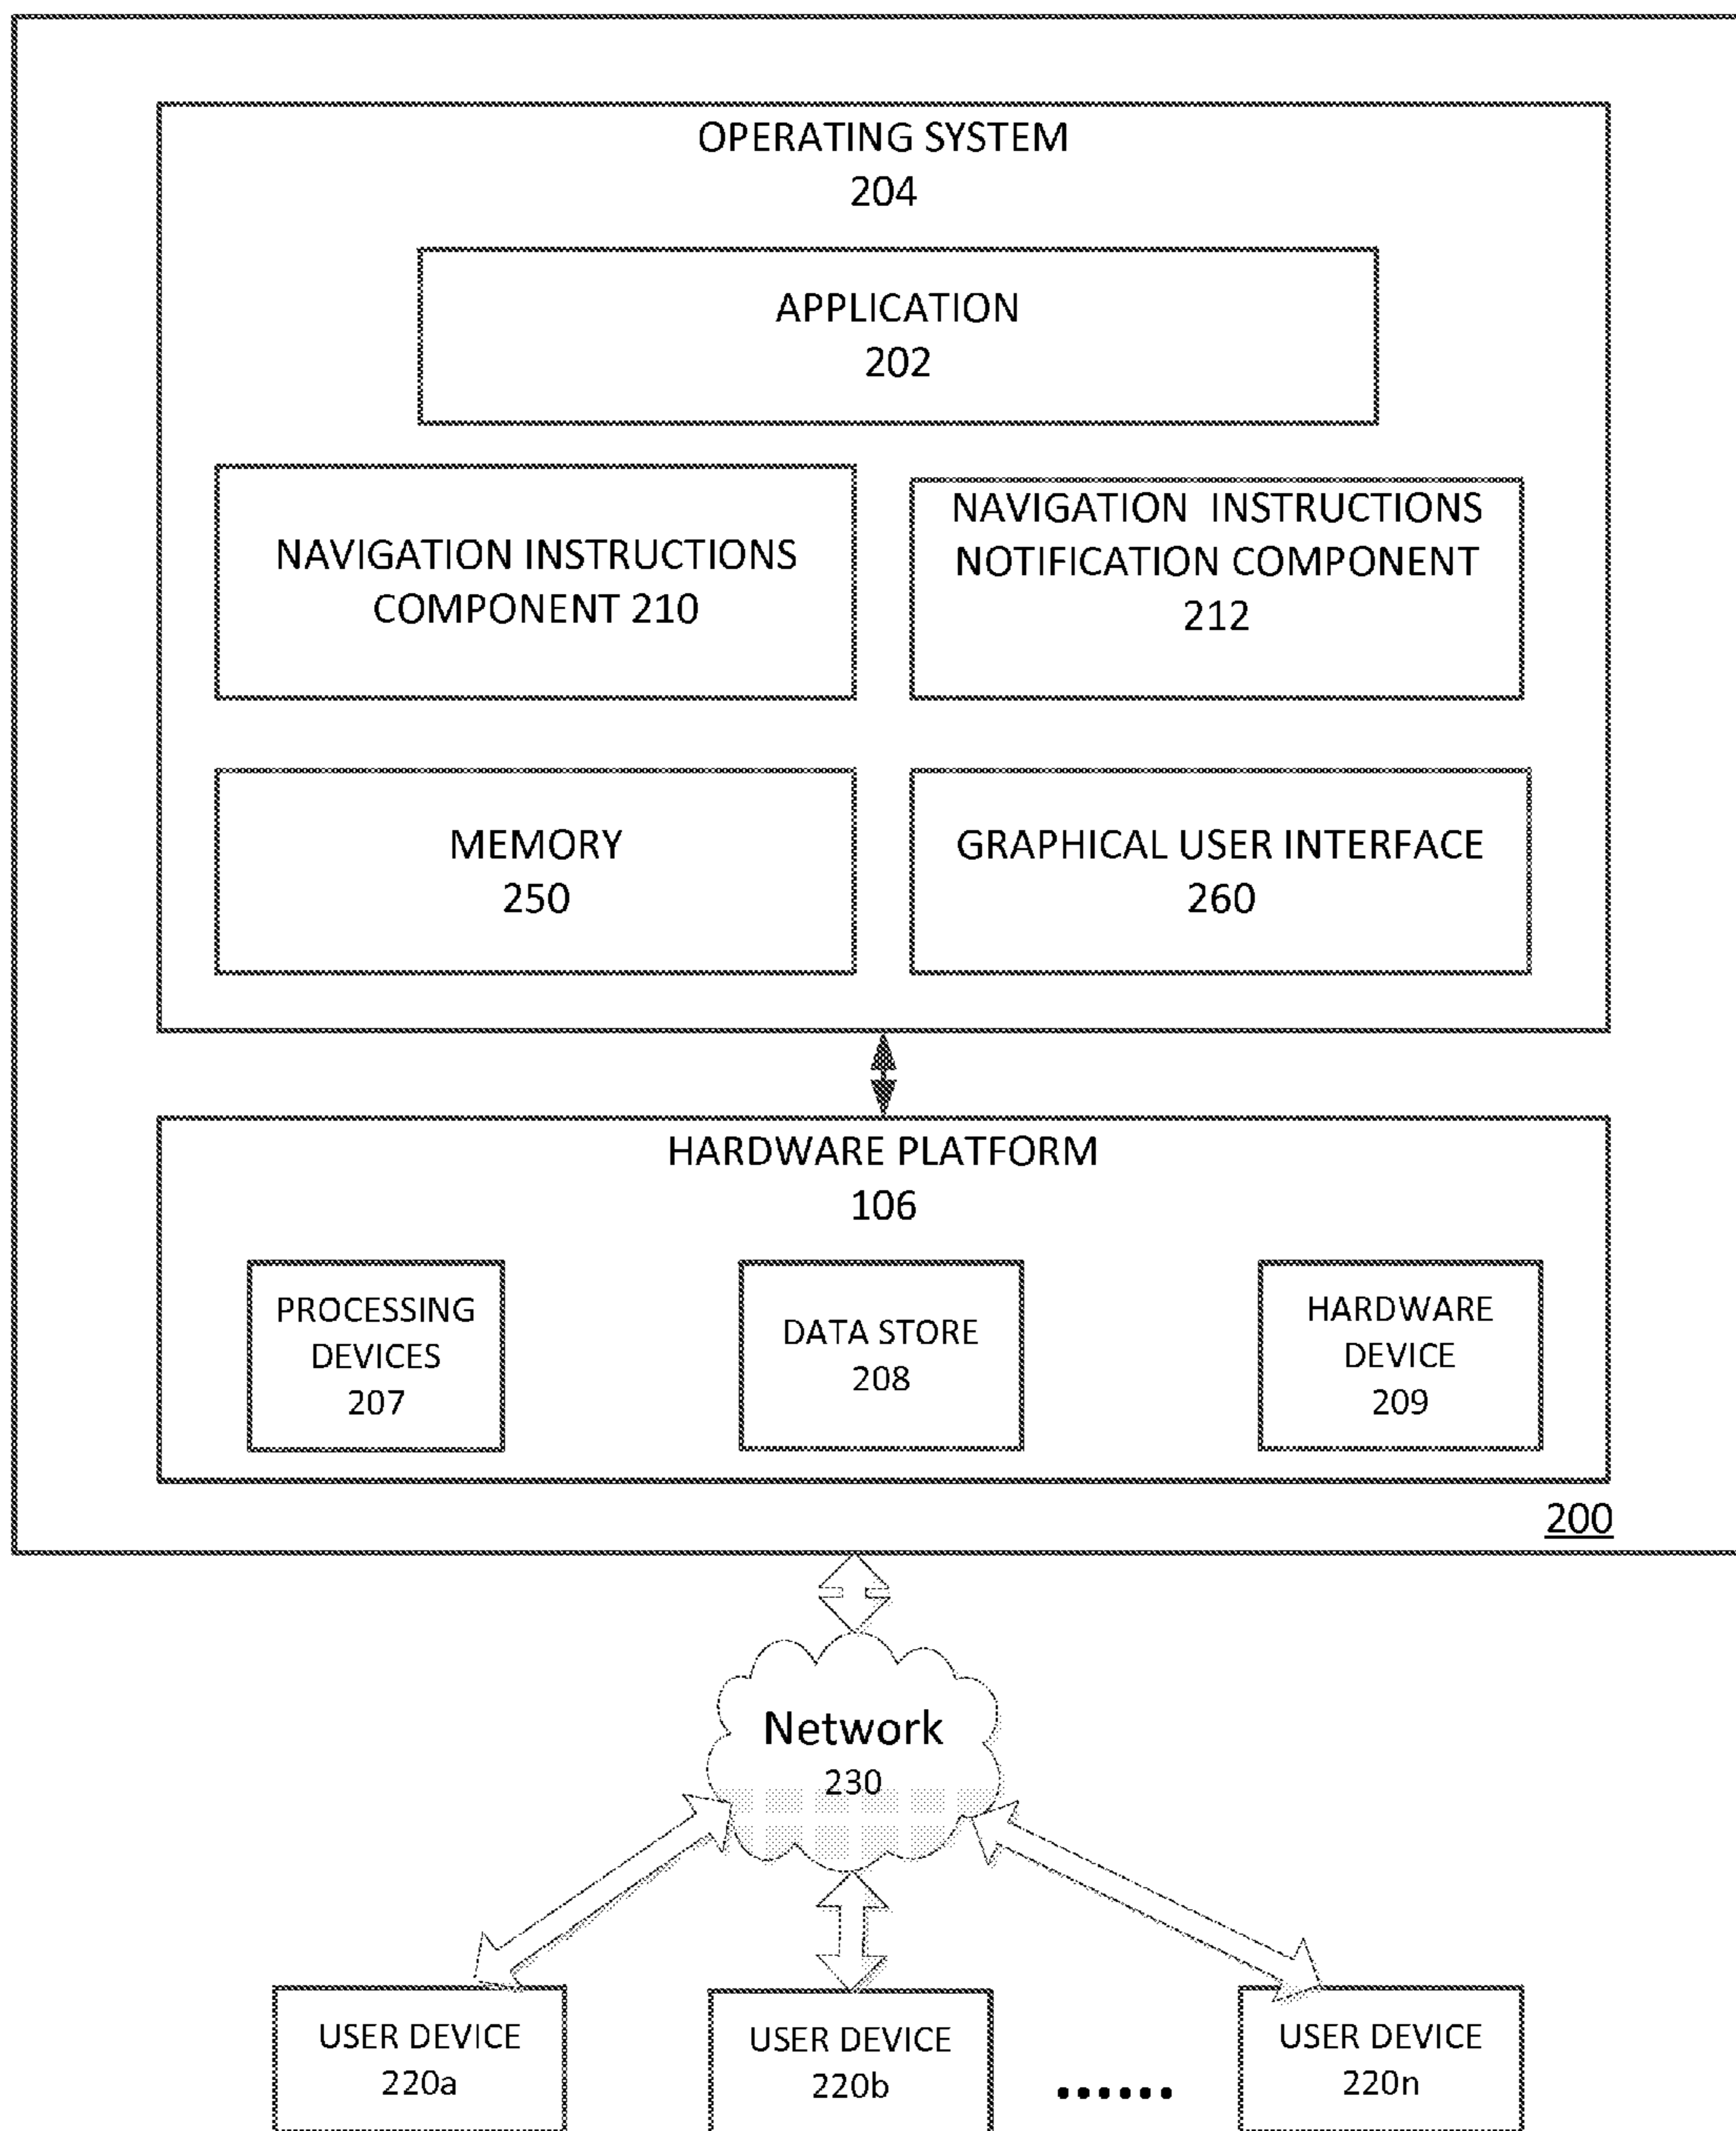 OPERATING SYSTEM
204
APPLICATION
202
NAVIGATION INSTRUCTIONS
COMPONENT 210
NAVIGATION INSTRUCTIONS
NOTIFICATION COMPONENT
212
MEMORY
250
GRAPHICAL USER INTERFACE
260
HARDWARE PLATFORM
106
PROCESSING
DEVICES
207
DATA STORE
208
HARDWARE
DEVICE
209
200
Network
230
USER DEVICE
220a
USER DEVICE
220b
......
USER DEVICE
220n